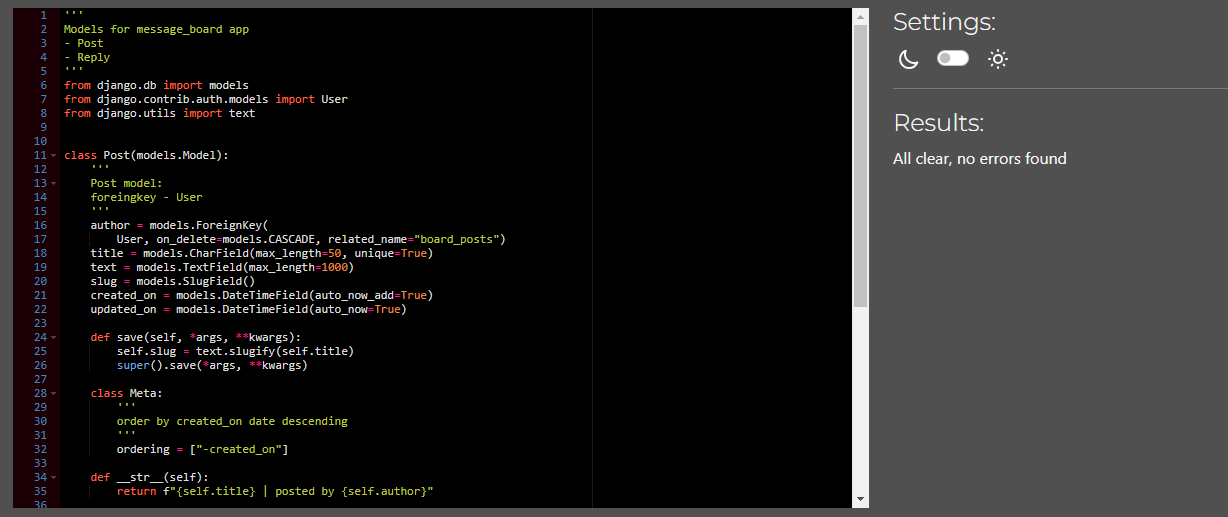 1 '''
2 Models for message_board app
3 - Post
4 - Reply
5 '''
6 from django.db import models
7 from django.contrib.auth.models import User
8 from django.utils import text
9
10
11 class Post(models.Model):
12     '''
13     Post model:
14     foreingkey - User
15     '''
16     author = models.ForeignKey(
17         User, on_delete=models.CASCADE, related_name="board_posts")
18     title = models.CharField(max_length=50, unique=True)
19     text = models.TextField(max_length=1000)
20     slug = models.SlugField()
21     created_on = models.DateTimeField(auto_now_add=True)
22     updated_on = models.DateTimeField(auto_now=True)
23
24     def save(self, *args, **kwargs):
25         self.slug = text.slugify(self.title)
26         super().save(*args, **kwargs)
27
28     class Meta:
29         '''
30         order by created_on date descending
31         '''
32         ordering = ["-created_on"]
33
34     def __str__(self):
35         return f"{self.title} | posted by {self.author}"
36
Settings:
Results:
All clear, no errors found